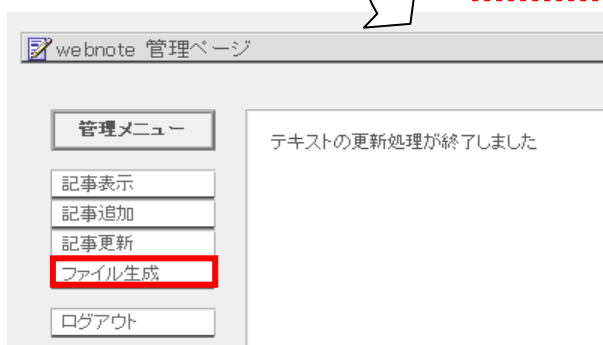 webnote 管理ページ
管理メニュー
テキストの更新処理が終了しました
記事表示
記事追加
記事更新
ファイル生成
ログアウト